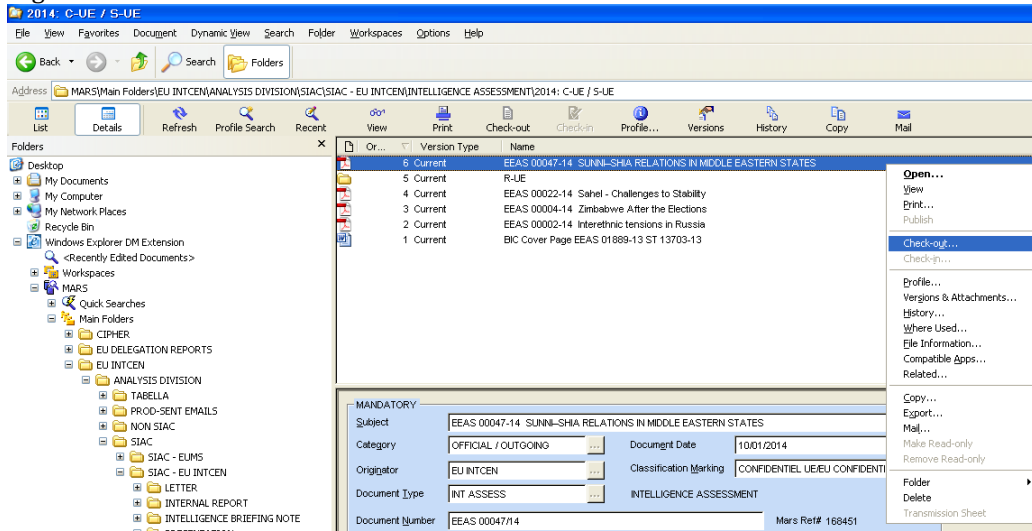 2014: C-UE / S-UE
File View Favorites Document Dynamic View Search Folder Workspaces Options Help
Back Search Folders
Address MARS\Main Folders\EU INTCEN\ANALYSIS DIVISION\SIAC\SIAC - EU INTCEN\INTELLIGENCE ASSESSMENT\2014: C-UE / S-UE
List Details Refresh Profile Search Recent View Print Check-out Check-in Profile... Versions History Copy Mail
Folders × Or... Version Type Name
Desktop
My Documents
My Computer
My Network Places
Recycle Bin
Windows Explorer DM Extension
<Recently Edited Documents>
Workspaces
MARS
Quick Searches
Main Folders
CIPHER
EU DELEGATION REPORTS
EU INTCEN
ANALYSIS DIVISION
TABELLA
PROD-SENT EMAILS
NON SIAC
SIAC
SIAC - EUMS
SIAC - EU INTCEN
LETTER
INTERNAL REPORT
INTELLIGENCE BRIEFING NOTE
6 Current EEAS 00047-14 SUNNI–SHIA RELATIONS IN MIDDLE EASTERN STATES
5 Current R-UE
4 Current EEAS 00022-14 Sahel - Challenges to Stability
3 Current EEAS 00004-14 Zimbabwe After the Elections
2 Current EEAS 00002-14 Interethnic tensions in Russia
1 Current BIC Cover Page EEAS 01889-13 ST 13703-13
Open...
View
Print...
Publish
Check-out...
Check-in...
Profile...
Versions & Attachments...
History...
Where Used...
File Information...
Compatible Apps...
Related...
Copy...
Export...
Mail...
Make Read-only
Remove Read-only
Folder
Delete
Transmission Sheet
MANDATORY
Subject EEAS 00047-14 SUNNI–SHIA RELATIONS IN MIDDLE EASTERN STATES
Category OFFICIAL / OUTGOING ... Document Date 10/01/2014
Originator EU INTCEN ... Classification Marking CONFIDENTIEL UE/EU CONFIDENTI
Document Type INT ASSESS ... INTELLIGENCE ASSESSMENT
Document Number EEAS 00047/14 Mars Ref# 168451